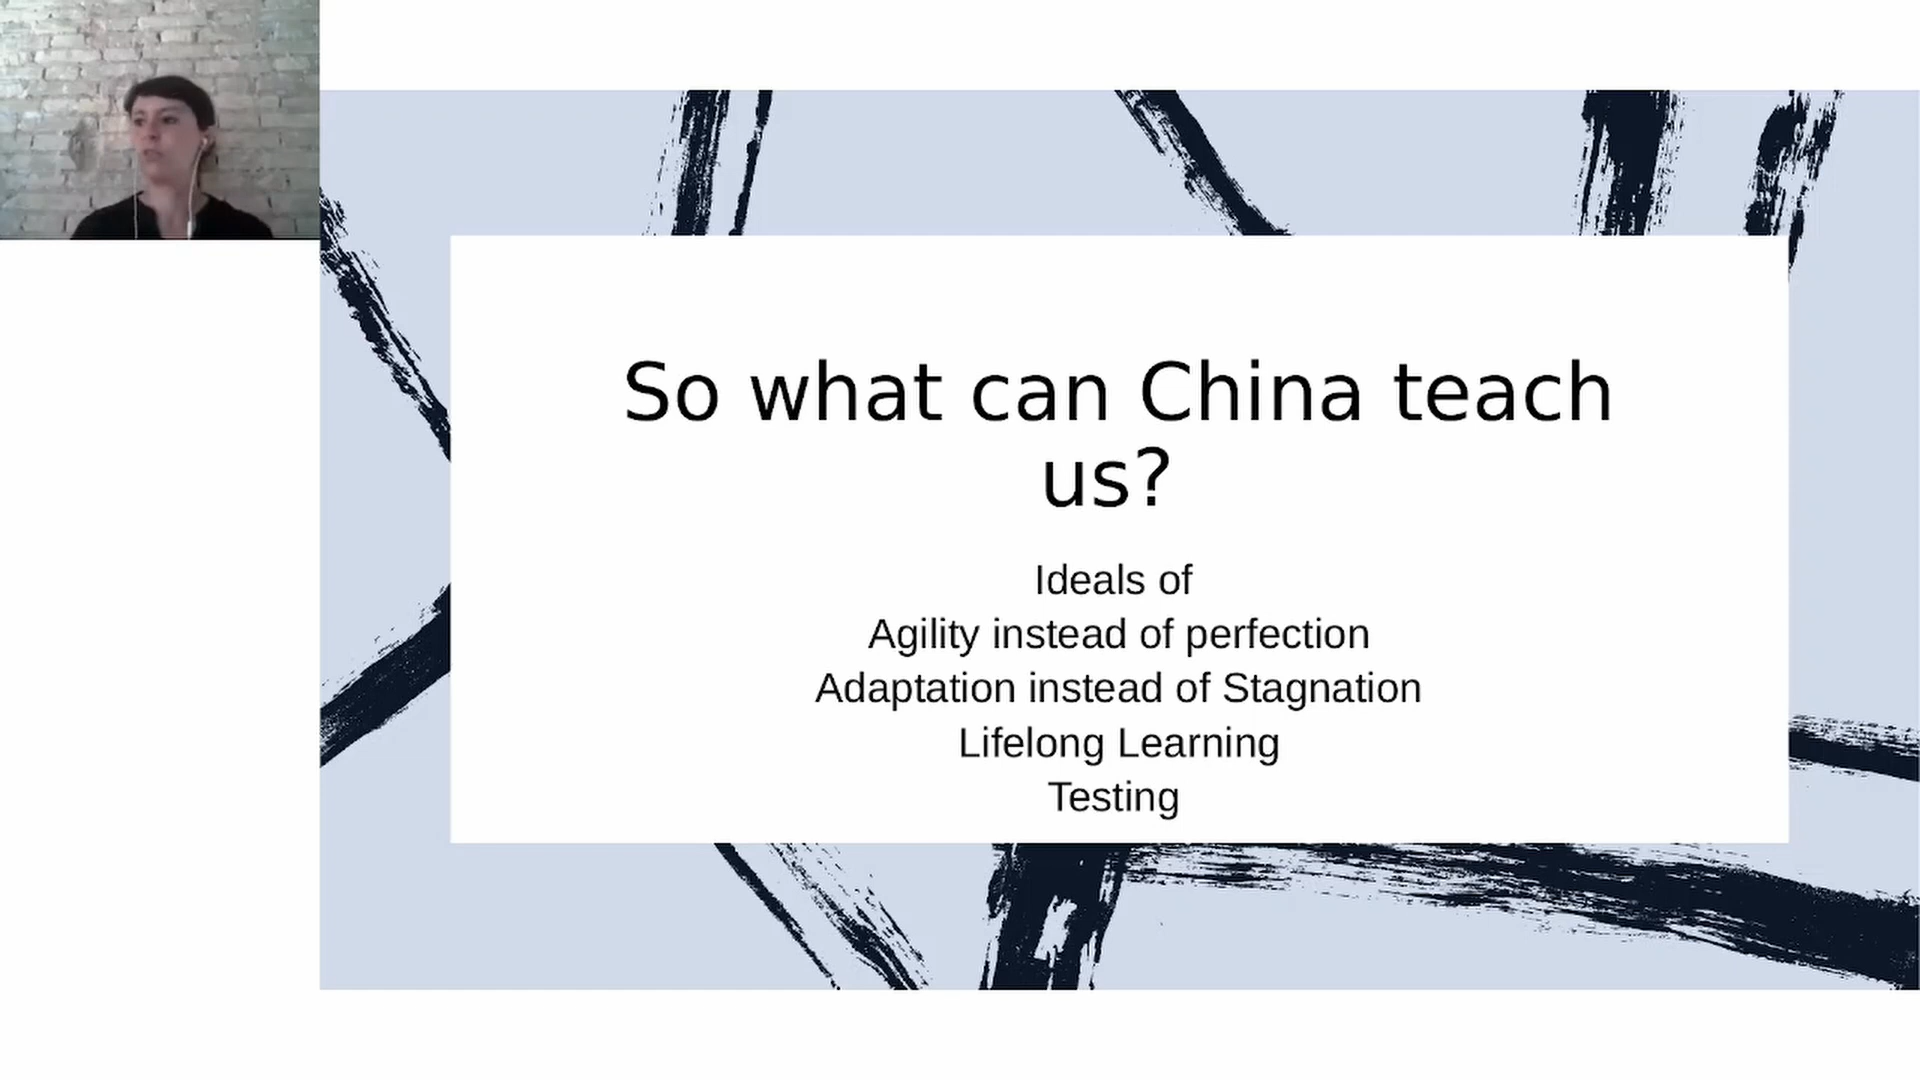 So what can China teach
us?
Ideals of
Agility instead of perfection
Adaptation instead of Stagnation
Lifelong Learning
Testing